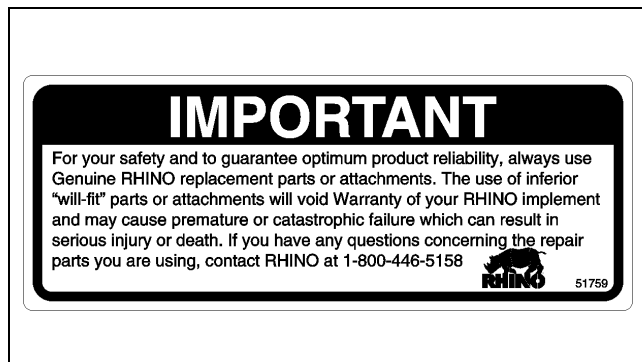 IMPORTANT
For your safety and to guarantee optimum product reliability, always use
Genuine RHINO replacement parts or attachments. The use of inferior
“will-fit” parts or attachments will void Warranty of your RHINO implement
and may cause premature or catastrophic failure which can result in
serious injury or death. If you have any questions concerning the repair
parts you are using, contact RHINO at 1-800-446-5158
RHINO
51759